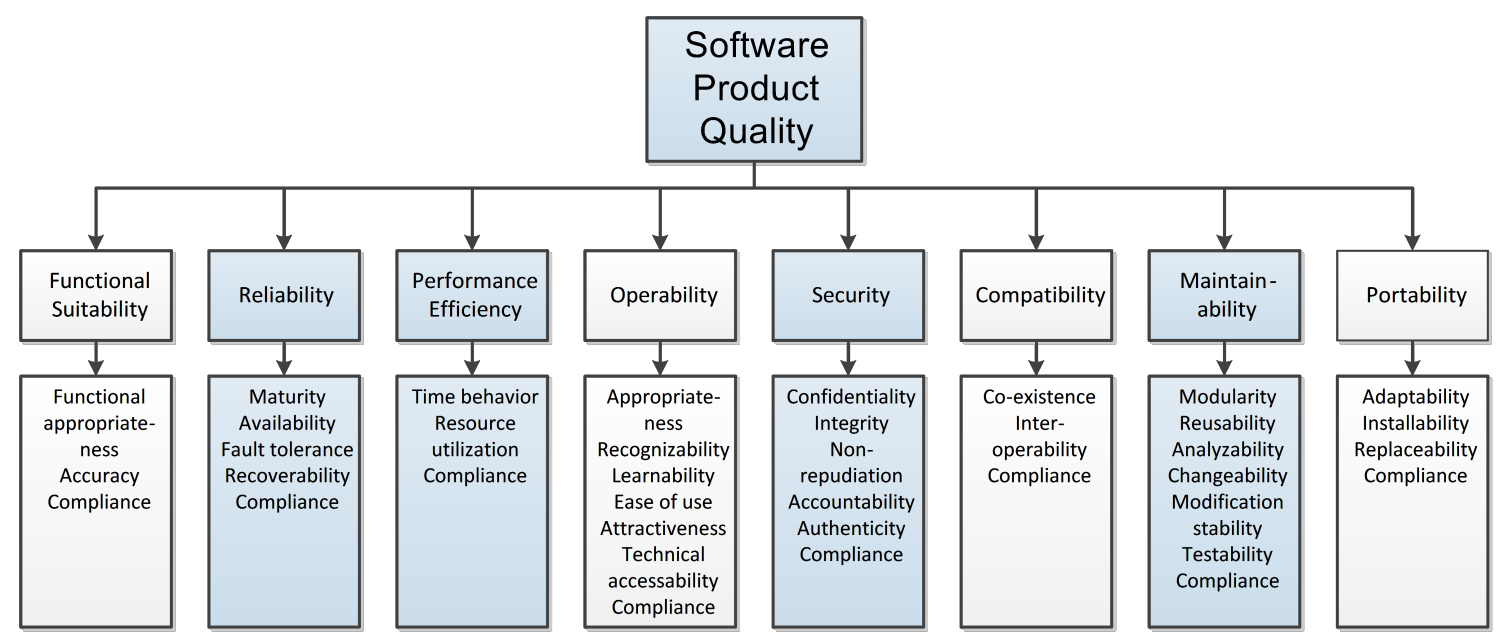 Software
Product
Quality
Functional
Suitability
Reliability
Performance
Efficiency
Operability
Security
Compatibility
Maintain-
ability
Portability
Functional
appropriate-
ness
Accuracy
Compliance
Maturity
Availability
Fault tolerance
Recoverability
Compliance
Time behavior
Resource
utilization
Compliance
Appropriate-
ness
Recognizability
Learnability
Ease of use
Attractiveness
Technical
accessability
Compliance
Confidentiality
Integrity
Non-
repudiation
Accountability
Authenticity
Compliance
Co-existence
Inter-
operability
Compliance
Modularity
Reusability
Analyzability
Changeability
Modification
stability
Testability
Compliance
Adaptability
Installability
Replaceability
Compliance